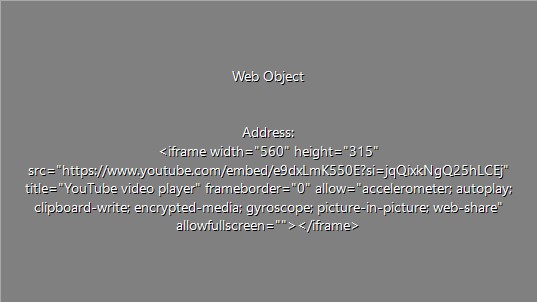 Web Object
Address:
<iframe width="560" height="315"
src="https://www.youtube.com/embed/e9dxLmK550E?si=jqQixkNgQ25hLCEj"
title="YouTube video player" frameborder="0" allow="accelerometer; autoplay;
clipboard-write; encrypted-media; gyroscope; picture-in-picture; web-share"
allowfullscreen=""></iframe>